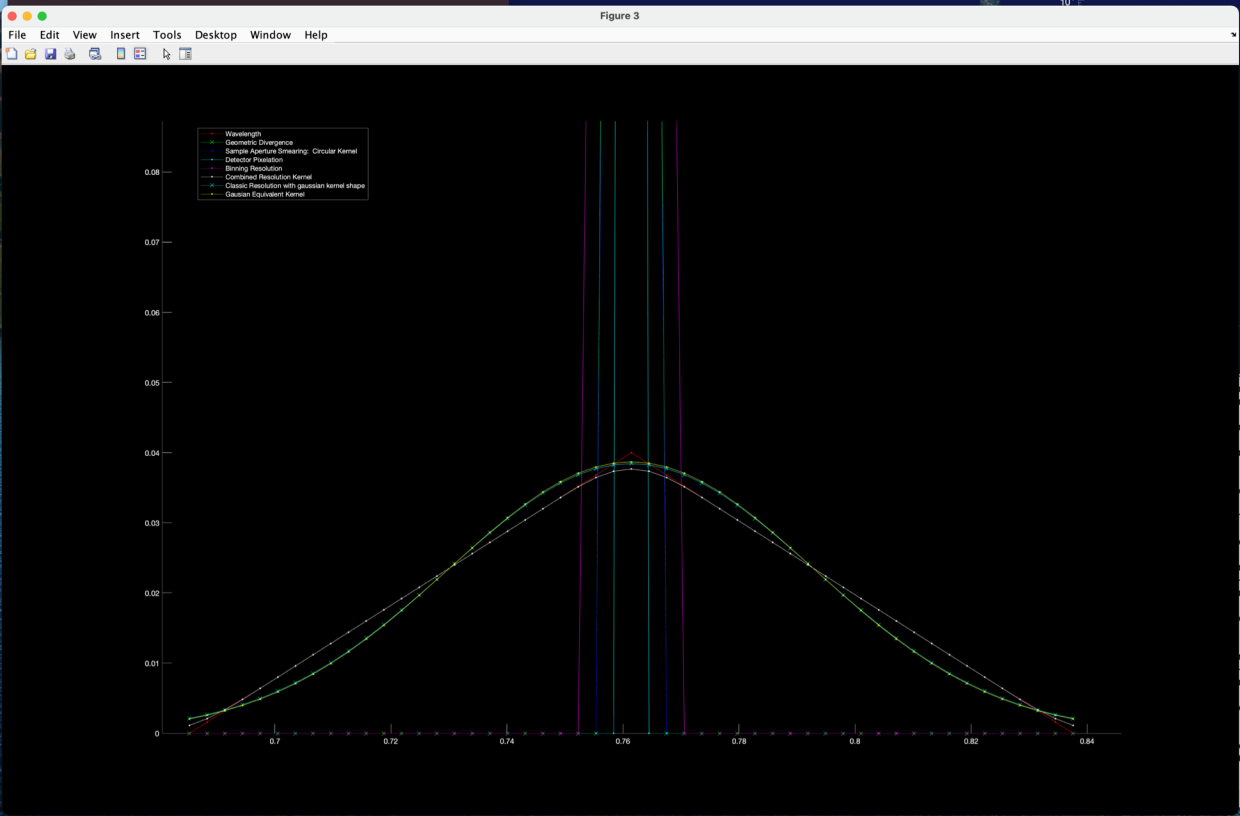 10
Figure 3
File Edit View Insert Tools Desktop Window Help
Wavelength
Geometric Divergence
Sample Aperture Smearing: Circular Kernel
Detector Pixelation
Binning Resolution
Combined Resolution Kernel
Classic Resolution with gaussian kernel shape
Gausian Equivalent Kernel
0.08
0.07
0.06
0.05
0.04
0.03
0.02
0.01
0
0.7 0.72 0.74 0.76 0.78 0.8 0.82 0.84